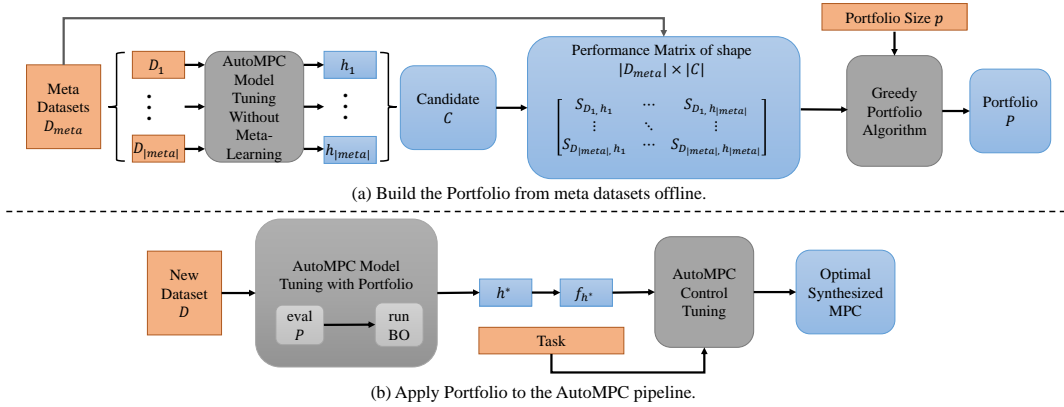 Portfolio Size p
Meta
Datasets
D_meta
D_1
⋮ ⋮
D_|meta|
AutoMPC
Model
Tuning
Without
Meta-
Learning
h_1
⋮ ⋮
h_|meta|
Candidate
C
Performance Matrix of shape
|D_meta| × |C|
S_{D_1, h_1} ⋯ S_{D_1, h_|meta|}
⋮ ⋱ ⋮
S_{D_|meta|, h_1} ⋯ S_{D_|meta|, h_|meta|}
Greedy
Portfolio
Algorithm
Portfolio
P
(a) Build the Portfolio from meta datasets offline.
New
Dataset
D
AutoMPC Model
Tuning with Portfolio
eval
P
run
BO
h*
f_{h*}
Task
AutoMPC
Control
Tuning
Optimal
Synthesized
MPC
(b) Apply Portfolio to the AutoMPC pipeline.